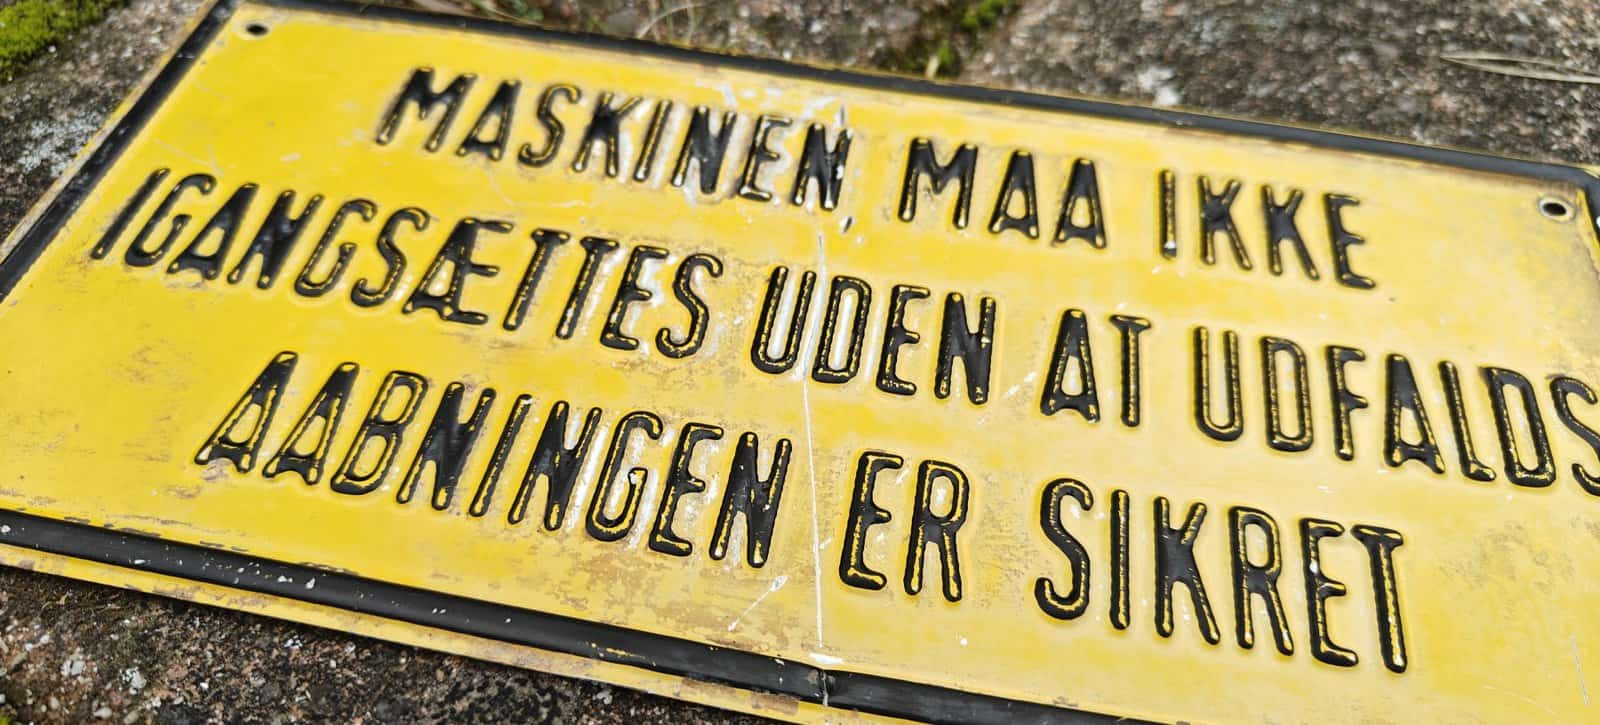 MASKINEN MAA IKKE
IGANGSÆTTES UDEN AT UDFALDS
AABNINGEN ER SIKRET